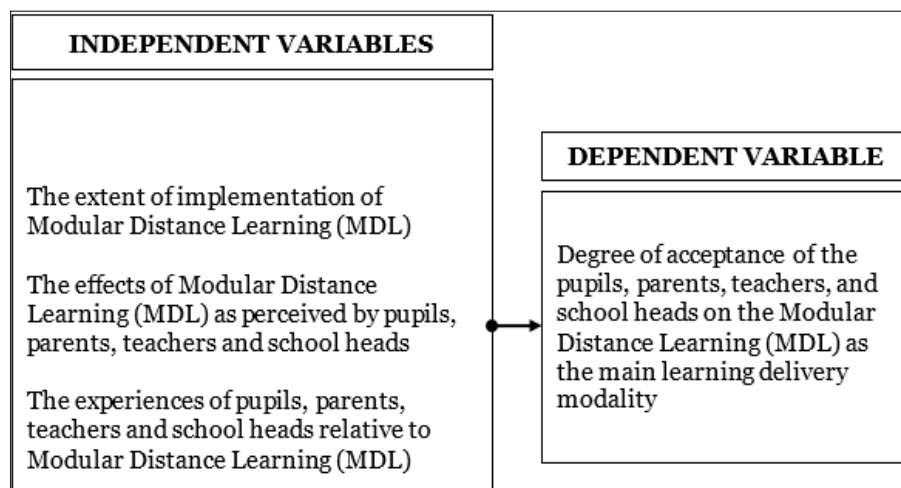 INDEPENDENT VARIABLES
The extent of implementation of
Modular Distance Learning (MDL)
The effects of Modular Distance
Learning (MDL) as perceived by pupils,
parents, teachers and school heads
The experiences of pupils, parents,
teachers and school heads relative to
Modular Distance Learning (MDL)
DEPENDENT VARIABLE
Degree of acceptance of the
pupils, parents, teachers, and
school heads on the Modular
Distance Learning (MDL) as
the main learning delivery
modality